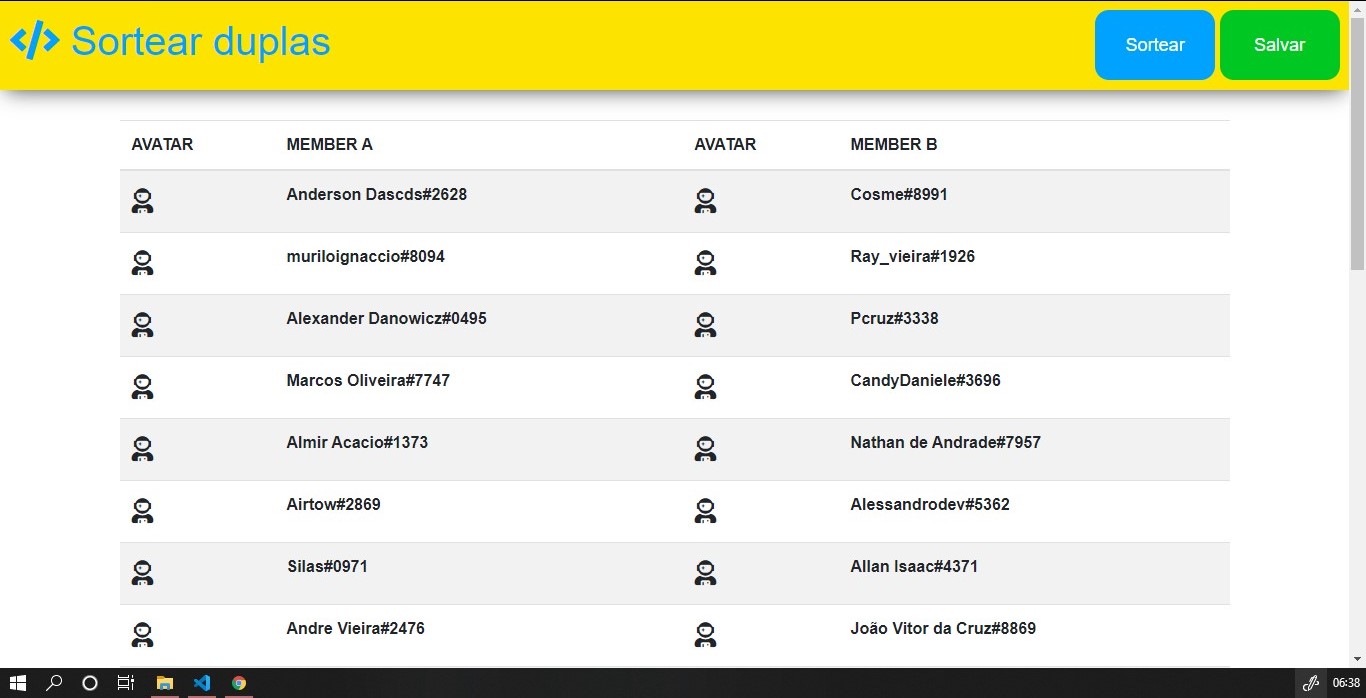 </> Sortear duplas
Sortear
Salvar
AVATAR MEMBER A AVATAR MEMBER B
Anderson Dascds#2628 Cosme#8991
muriloignaccio#8094 Ray_vieira#1926
Alexander Danowicz#0495 Pcruz#3338
Marcos Oliveira#7747 CandyDaniele#3696
Almir Acacio#1373 Nathan de Andrade#7957
Airtow#2869 Alessandrodev#5362
Silas#0971 Allan Isaac#4371
Andre Vieira#2476 João Vitor da Cruz#8869
06:38